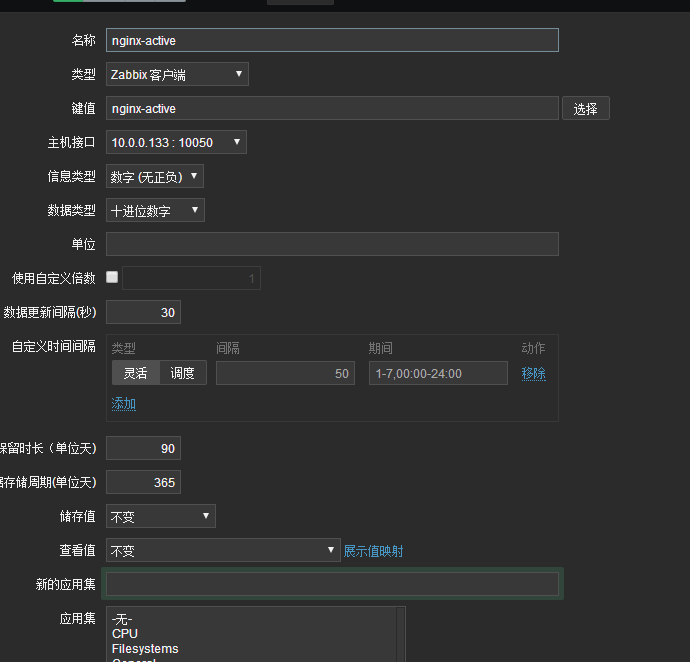 名称 nginx-active
类型 Zabbix 客户端
键值 nginx-active 选择
主机接口 10.0.0.133 : 10050
信息类型 数字 (无正负)
数据类型 十进位数字
单位
使用自定义倍数 1
数据更新间隔(秒) 30
自定义时间间隔 类型 间隔 期间 动作
灵活 调度 50 1-7,00:00-24:00 移除
添加
保留时长（单位天） 90
存储周期(单位天) 365
储存值 不变
查看值 不变 展示值映射
新的应用集
应用集 -无-
CPU
Filesystems